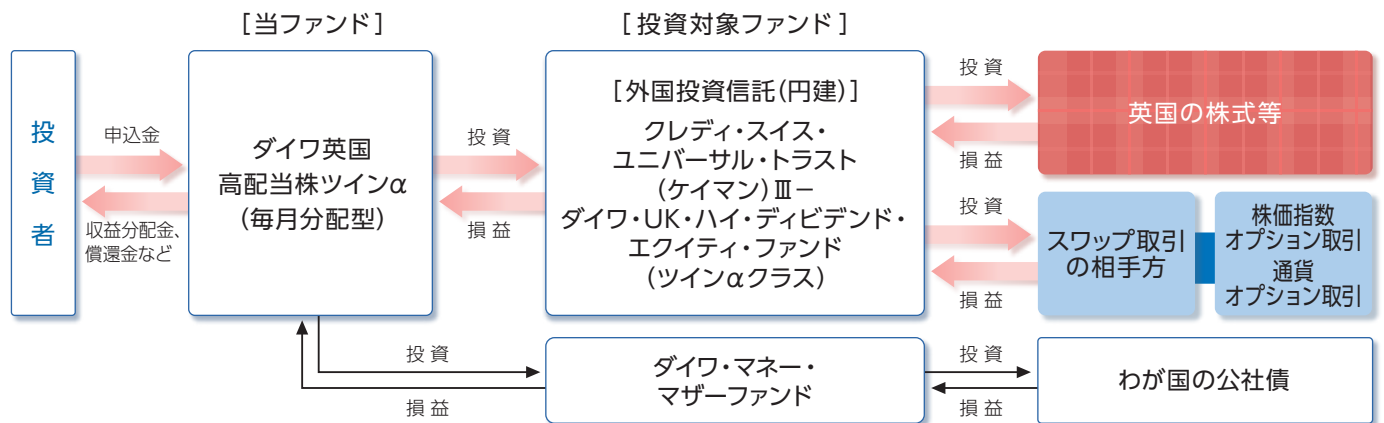 [当ファンド]
[投資対象ファンド]
投資者
申込金
収益分配金、
償還金など
ダイワ英国
高配当株ツインα
(毎月分配型)
投 資
損 益
[外国投資信託(円建)]
クレディ・スイス・
ユニバーサル・トラスト
(ケイマン)Ⅲ－
ダイワ・UK・ハイ・ディビデンド・
エクイティ・ファンド
(ツインαクラス)
投 資
損 益
英国の株式等
投 資
損 益
スワップ取引
の相手方
株価指数
オプション取引
通貨
オプション取引
投 資
損 益
ダイワ・マネー・
マザーファンド
投 資
損 益
わが国の公社債